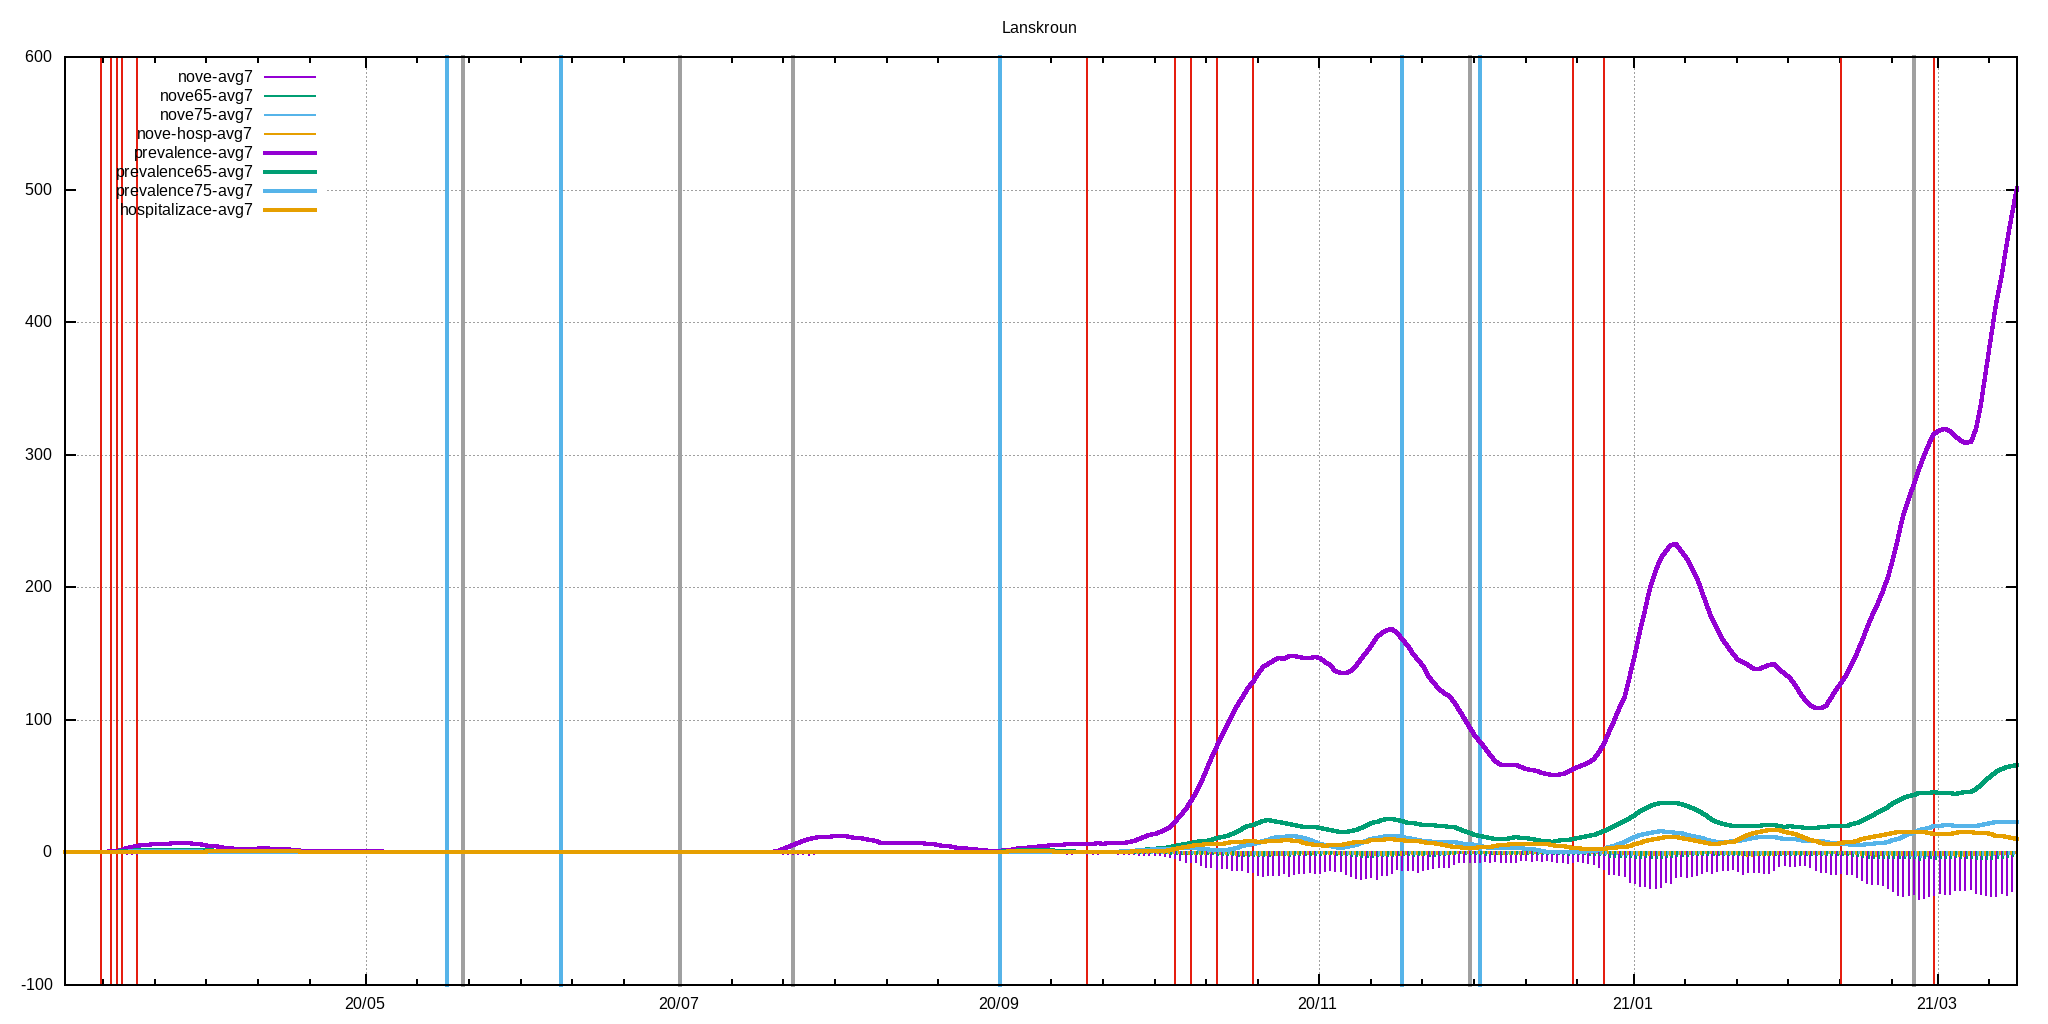 Lanskroun
600
500
400
300
200
100
0
-100
nove-avg7
nove65-avg7
nove75-avg7
nove-hosp-avg7
prevalence-avg7
prevalence65-avg7
prevalence75-avg7
hospitalizace-avg7
20/05 20/07 20/09 20/11 21/01 21/03